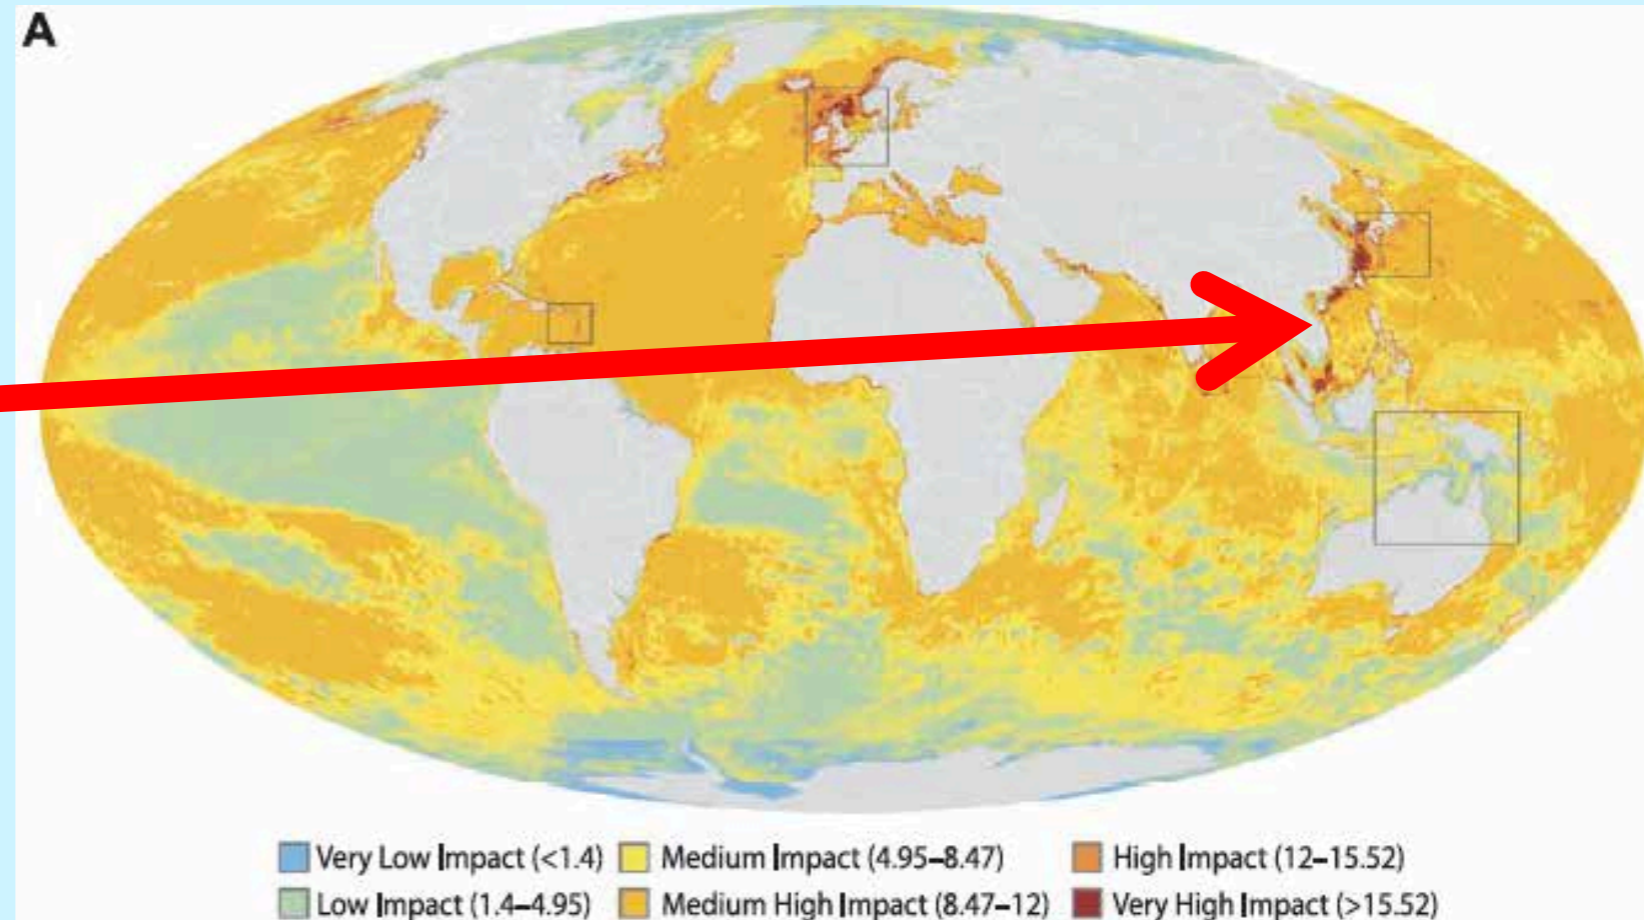 A
Very Low Impact (<1.4) Medium Impact (4.95–8.47) High Impact (12–15.52)
Low Impact (1.4–4.95) Medium High Impact (8.47–12) Very High Impact (>15.52)